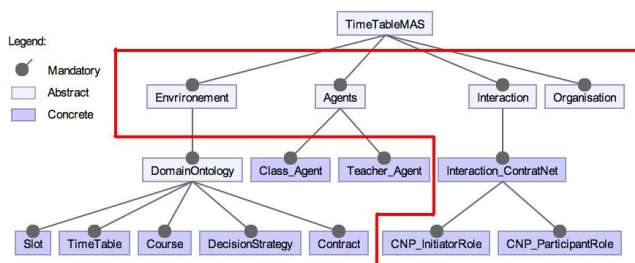 TimeTableMAS
Legend:
Mandatory
Abstract
Concrete
Envrironement
Agents
Interaction
Organisation
DomainOntology
Class_Agent
Teacher_Agent
Interaction_ContratNet
Slot
TimeTable
Course
DecisionStrategy
Contract
CNP_InitiatorRole
CNP_ParticipantRole